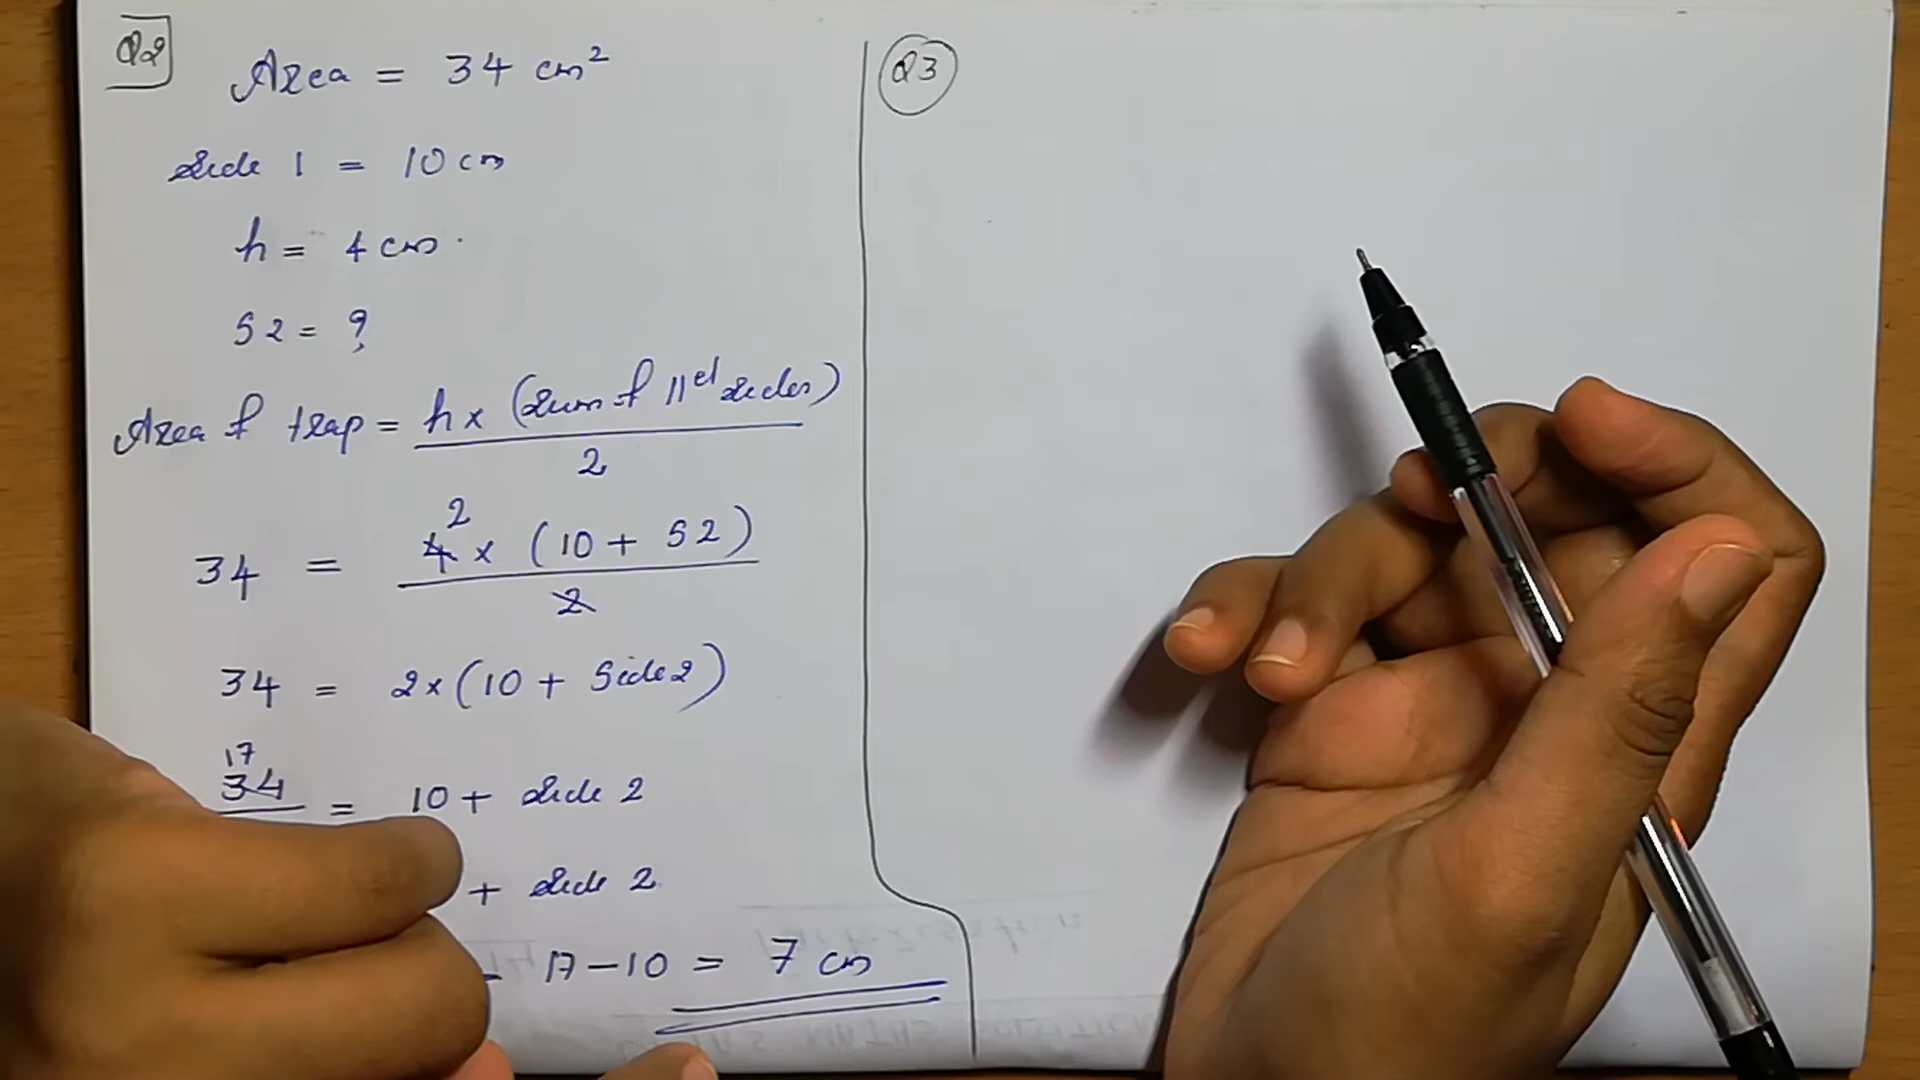 Q2
Area = 34 cm²
Side 1 = 10 cm
h = 4 cm
S2 = ?
Area of trap = h × (Sum of ||el sides)
2
2
34 = 4 × (10 + S2)
2
34 = 2 × (10 + Side 2)
17
34 = 10 + Side 2
+ Side 2
17 - 10 = 7 cm
Q3